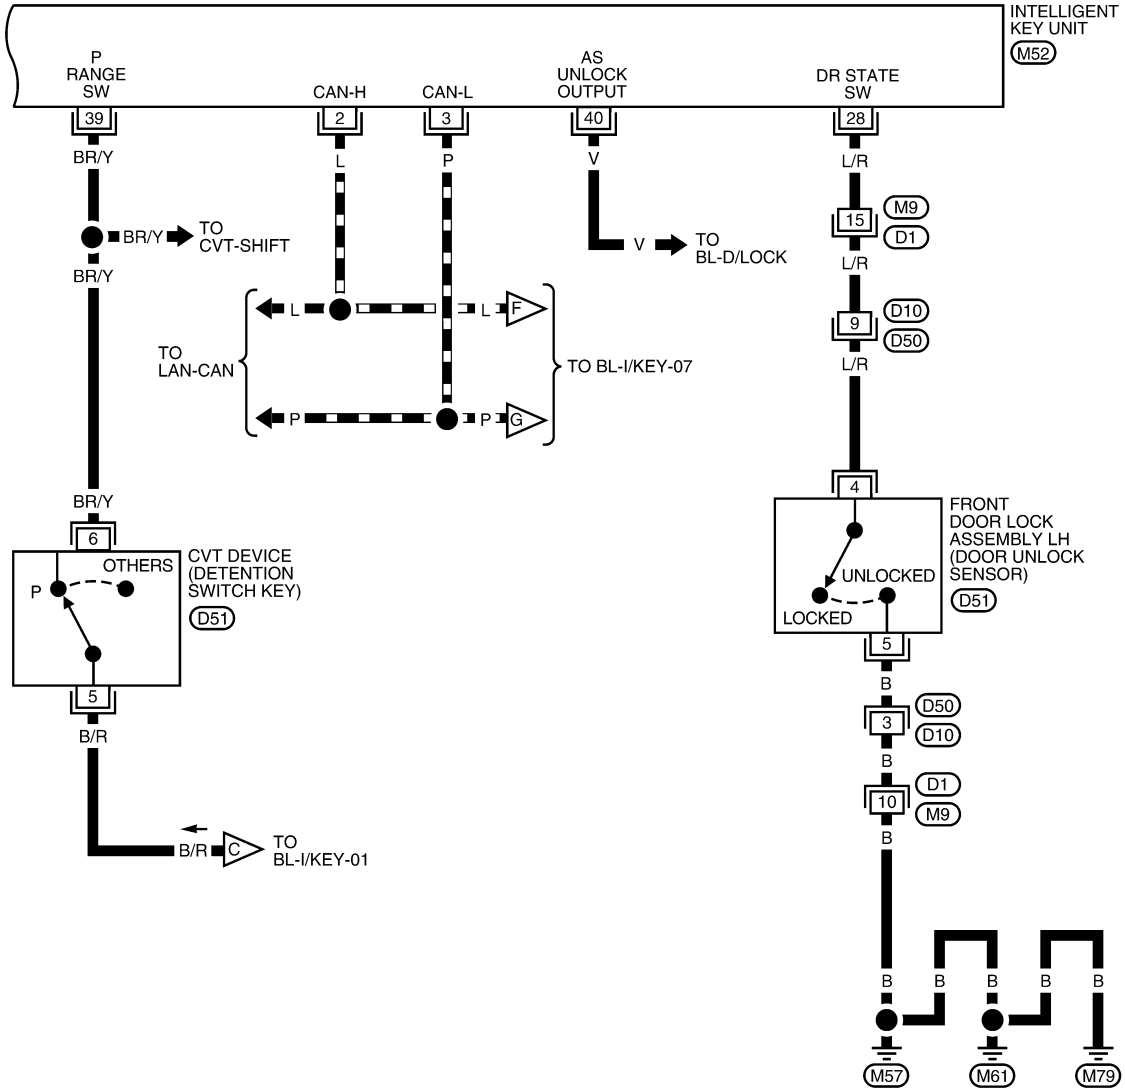 INTELLIGENT
KEY UNIT
M52
P
RANGE
SW
CAN-H
CAN-L
AS
UNLOCK
OUTPUT
DR STATE
SW
39
2
3
40
28
BR/Y
L
P
V
L/R
15
M9
D1
BR/Y
TO
CVT-SHIFT
V
TO
BL-D/LOCK
BR/Y
L/R
9
D10
D50
L
L
F
L/R
TO
LAN-CAN
TO BL-I/KEY-07
P
P
G
BR/Y
4
6
FRONT
DOOR LOCK
ASSEMBLY LH
(DOOR UNLOCK
SENSOR)
D51
OTHERS
P
CVT DEVICE
(DETENTION
SWITCH KEY)
D51
UNLOCKED
LOCKED
5
5
B
B/R
3
D50
D10
B
10
D1
M9
B
B/R
C
TO
BL-I/KEY-01
B
B
B
B
B
M57
M61
M79